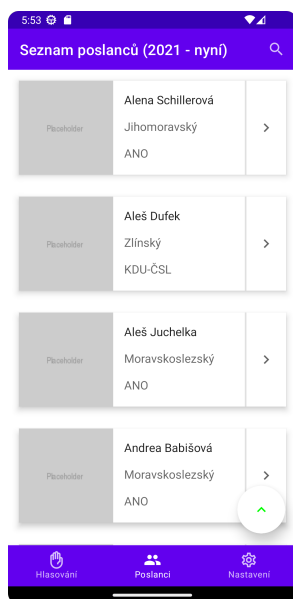 5:53
Seznam poslanců (2021 - nyní)
Placeholder
Alena Schillerová
Jihomoravský
ANO
Placeholder
Aleš Dufek
Zlínský
KDU-ČSL
Placeholder
Aleš Juchelka
Moravskoslezský
ANO
Placeholder
Andrea Babišová
Moravskoslezský
ANO
Hlasování
Poslanci
Nastavení